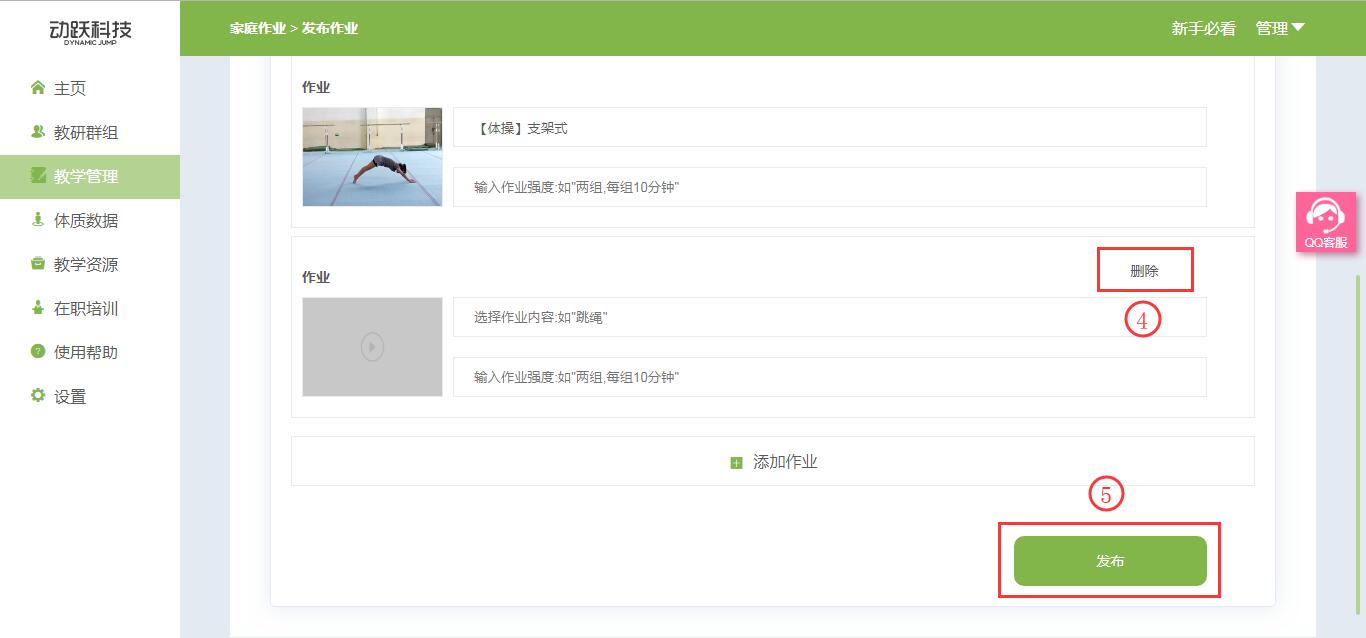 动跃科技
DYNAMIC JUMP
家庭作业 > 发布作业
新手必看 管理
主页
教研群组
教学管理
体质数据
教学资源
在职培训
使用帮助
设置
作业
【体操】支架式
输入作业强度:如"两组,每组10分钟"
QQ客服
作业
删除
选择作业内容:如"跳绳"
④
输入作业强度:如"两组,每组10分钟"
添加作业
⑤
发布